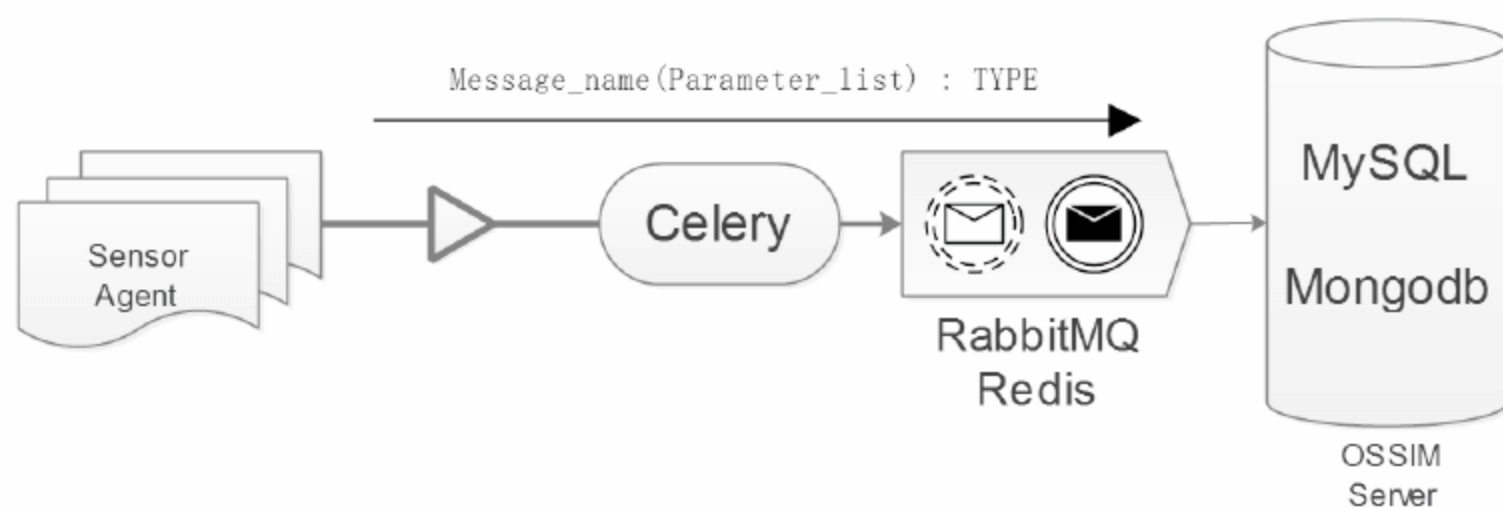 Message_name(Parameter_list) : TYPE
Sensor
Agent
Celery
RabbitMQ
Redis
MySQL
Mongodb
OSSIM
Server